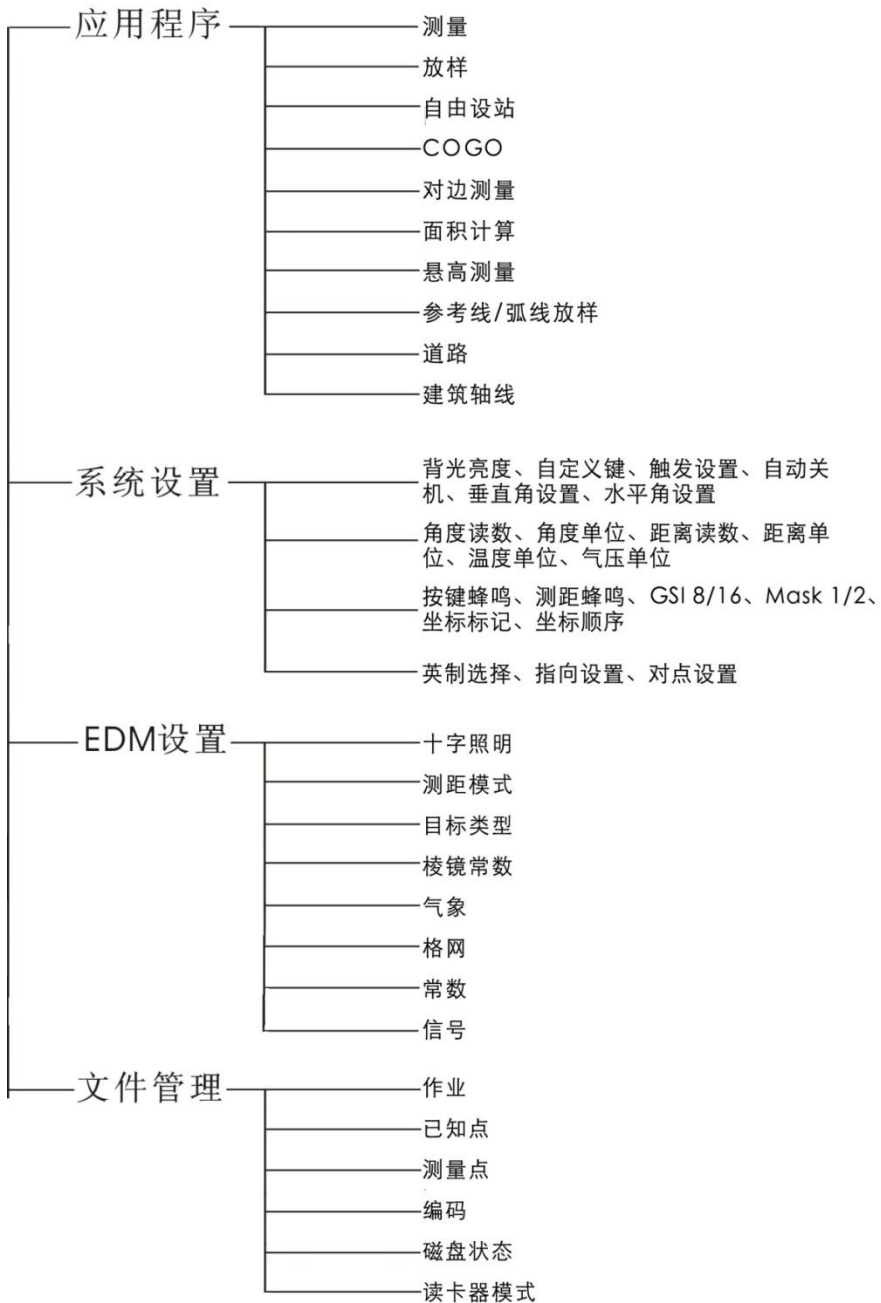 应用程序
测量
放样
自由设站
COGO
对边测量
面积计算
悬高测量
参考线/弧线放样
道路
建筑轴线
系统设置
背光亮度、自定义键、触发设置、自动关
机、垂直角设置、水平角设置
角度读数、角度单位、距离读数、距离单
位、温度单位、气压单位
按键蜂鸣、测距蜂鸣、GSI 8/16、Mask 1/2、
坐标标记、坐标顺序
英制选择、指向设置、对点设置
EDM设置
十字照明
测距模式
目标类型
棱镜常数
气象
格网
常数
信号
文件管理
作业
已知点
测量点
编码
磁盘状态
读卡器模式